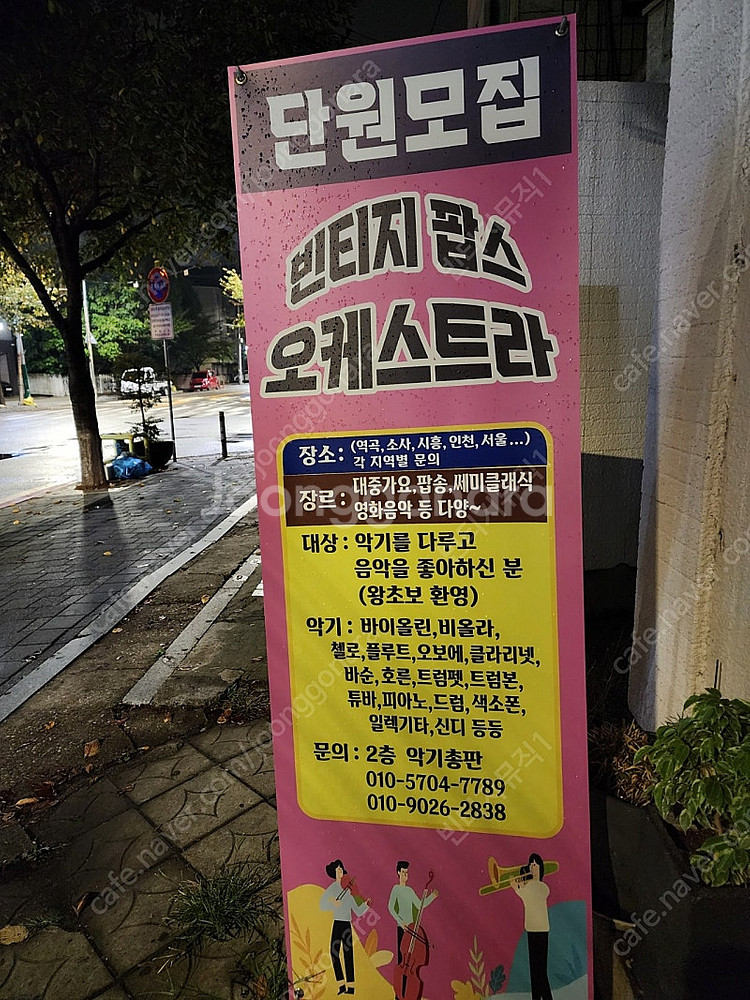 단원모집
빈티지 팝스
오케스트라
장소 : (역곡, 소사, 시흥, 인천, 서울...)
각 지역별 문의
장르 : 대중가요, 팝송, 쎄미클래식
영화음악 등 다양~
대상 : 악기를 다루고
음악을 좋아하신 분
(왕초보 환영)
악기 : 바이올린, 비올라,
첼로, 플루트, 오보에, 클라리넷,
바순, 호른, 트럼펫, 트럼본,
튜바, 피아노, 드럼, 색소폰,
일렉기타, 신디 등등
문의 : 2층 악기총판
010-5704-7789
010-9026-2838
joonggonara
cafe.naver.com/joonggonara